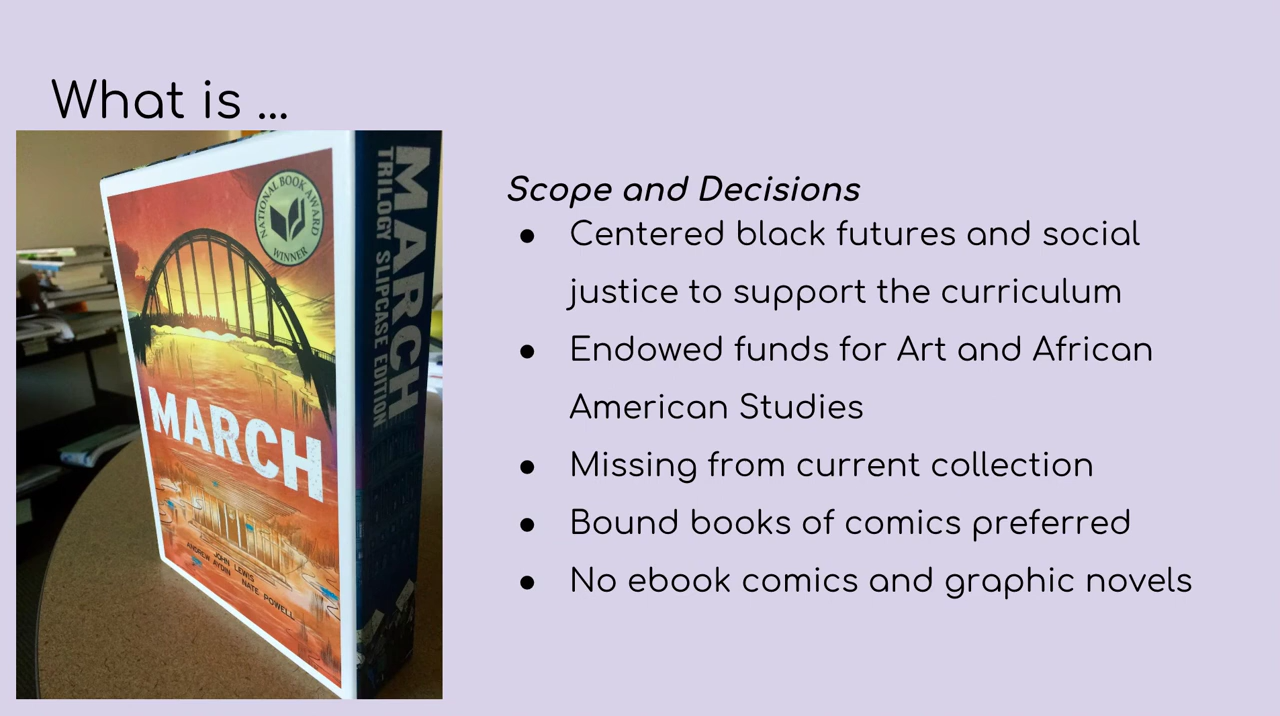 What is ...
Scope and Decisions
● Centered black futures and social
justice to support the curriculum
● Endowed funds for Art and African
American Studies
● Missing from current collection
● Bound books of comics preferred
● No ebook comics and graphic novels
NATIONAL BOOK AWARD
WINNER
MARCH
JOHN LEWIS
ANDREW AYDIN
NATE POWELL
MARCH
TRILOGY SLIPCASE EDITION